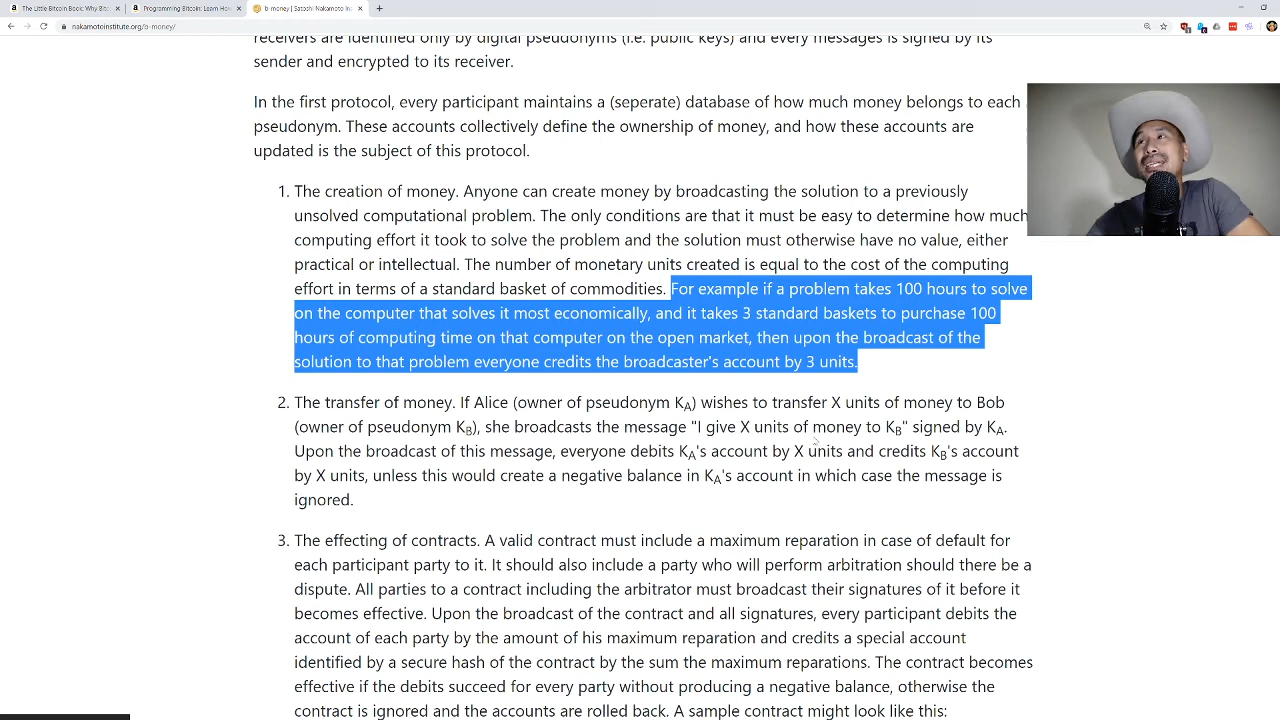 The Little Bitcoin Book: Why Bitc
Programming Bitcoin: Learn How
b-money | Satoshi Nakamoto Ins
nakamotoinstitute.org/b-money/
receivers are identified only by digital pseudonyms (i.e. public keys) and every messages is signed by its
sender and encrypted to its receiver.
In the first protocol, every participant maintains a (seperate) database of how much money belongs to each
pseudonym. These accounts collectively define the ownership of money, and how these accounts are
updated is the subject of this protocol.
1. The creation of money. Anyone can create money by broadcasting the solution to a previously
unsolved computational problem. The only conditions are that it must be easy to determine how much
computing effort it took to solve the problem and the solution must otherwise have no value, either
practical or intellectual. The number of monetary units created is equal to the cost of the computing
effort in terms of a standard basket of commodities. For example if a problem takes 100 hours to solve
on the computer that solves it most economically, and it takes 3 standard baskets to purchase 100
hours of computing time on that computer on the open market, then upon the broadcast of the
solution to that problem everyone credits the broadcaster's account by 3 units.
2. The transfer of money. If Alice (owner of pseudonym KA) wishes to transfer X units of money to Bob
(owner of pseudonym KB), she broadcasts the message "I give X units of money to KB" signed by KA.
Upon the broadcast of this message, everyone debits KA's account by X units and credits KB's account
by X units, unless this would create a negative balance in KA's account in which case the message is
ignored.
3. The effecting of contracts. A valid contract must include a maximum reparation in case of default for
each participant party to it. It should also include a party who will perform arbitration should there be a
dispute. All parties to a contract including the arbitrator must broadcast their signatures of it before it
becomes effective. Upon the broadcast of the contract and all signatures, every participant debits the
account of each party by the amount of his maximum reparation and credits a special account
identified by a secure hash of the contract by the sum the maximum reparations. The contract becomes
effective if the debits succeed for every party without producing a negative balance, otherwise the
contract is ignored and the accounts are rolled back. A sample contract might look like this: